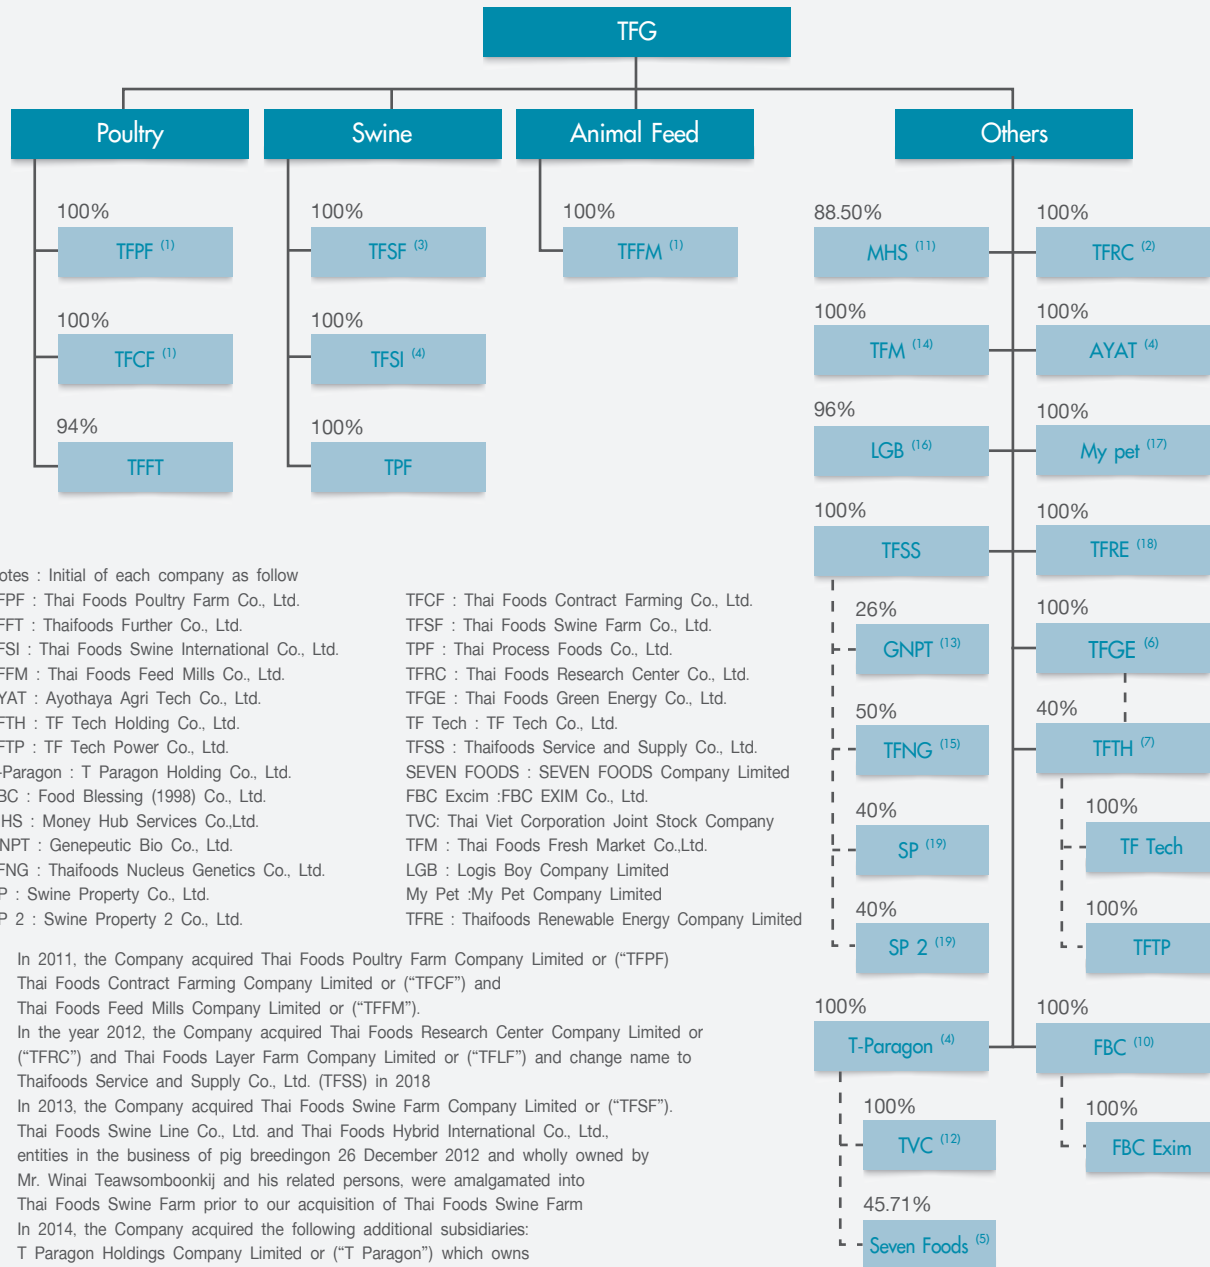 TFG
Poultry
100%
TFPF (1)
100%
TFCF (1)
94%
TFFT
Swine
100%
TFSF (3)
100%
TFSI (4)
100%
TPF
Animal Feed
100%
TFFM (1)
Others
88.50%
MHS (11)
100%
TFRC (2)
100%
TFM (14)
100%
AYAT (4)
96%
LGB (16)
100%
My pet (17)
100%
TFSS
100%
TFRE (18)
26%
GNPT (13)
100%
TFGE (6)
50%
TFNG (15)
40%
TFTH (7)
40%
SP (19)
100%
TF Tech
40%
SP 2 (19)
100%
TFTP
100%
T-Paragon (4)
100%
FBC (10)
100%
TVC (12)
100%
FBC Exim
45.71%
Seven Foods (5)
otes : Initial of each company as follow
FPF : Thai Foods Poultry Farm Co., Ltd.
TFCF : Thai Foods Contract Farming Co., Ltd.
FFT : Thaifoods Further Co., Ltd.
TFSF : Thai Foods Swine Farm Co., Ltd.
FSI : Thai Foods Swine International Co., Ltd.
TPF : Thai Process Foods Co., Ltd.
FFM : Thai Foods Feed Mills Co., Ltd.
TFRC : Thai Foods Research Center Co., Ltd.
YAT : Ayothaya Agri Tech Co., Ltd.
TFGE : Thai Foods Green Energy Co., Ltd.
FTH : TF Tech Holding Co., Ltd.
TF Tech : TF Tech Co., Ltd.
FTP : TF Tech Power Co., Ltd.
TFSS : Thaifoods Service and Supply Co., Ltd.
-Paragon : T Paragon Holding Co., Ltd.
SEVEN FOODS : SEVEN FOODS Company Limited
BC : Food Blessing (1998) Co., Ltd.
FBC Excim :FBC EXIM Co., Ltd.
HS : Money Hub Services Co.,Ltd.
TVC: Thai Viet Corporation Joint Stock Company
NPT : Genepeutic Bio Co., Ltd.
TFM : Thai Foods Fresh Market Co.,Ltd.
FNG : Thaifoods Nucleus Genetics Co., Ltd.
LGB : Logis Boy Company Limited
P : Swine Property Co., Ltd.
My Pet :My Pet Company Limited
P 2 : Swine Property 2 Co., Ltd.
TFRE : Thaifoods Renewable Energy Company Limited
In 2011, the Company acquired Thai Foods Poultry Farm Company Limited or (“TFPF)
Thai Foods Contract Farming Company Limited or (“TFCF”) and
Thai Foods Feed Mills Company Limited or (“TFFM”).
In the year 2012, the Company acquired Thai Foods Research Center Company Limited or
(“TFRC”) and Thai Foods Layer Farm Company Limited or (“TFLF”) and change name to
Thaifoods Service and Supply Co., Ltd. (TFSS) in 2018
In 2013, the Company acquired Thai Foods Swine Farm Company Limited or (“TFSF”).
Thai Foods Swine Line Co., Ltd. and Thai Foods Hybrid International Co., Ltd.,
entities in the business of pig breedingon 26 December 2012 and wholly owned by
Mr. Winai Teawsomboonkij and his related persons, were amalgamated into
Thai Foods Swine Farm prior to our acquisition of Thai Foods Swine Farm
In 2014, the Company acquired the following additional subsidiaries:
T Paragon Holdings Company Limited or (“T Paragon”) which owns